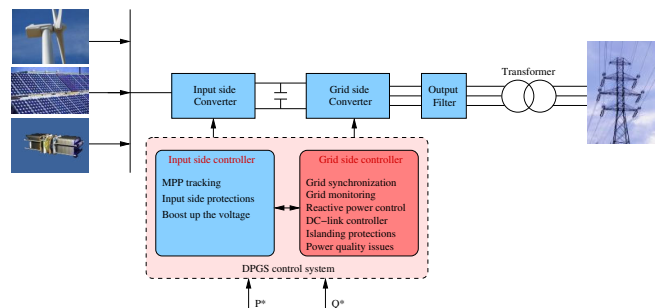 Transformer
Input side
Converter
Grid side
Converter
Output
Filter
Input side controller
MPP tracking
Input side protections
Boost up the voltage
Grid side controller
Grid synchronization
Grid monitoring
Reactive power control
DC−link controller
Islanding protections
Power quality issues
DPGS control system
P*
Q*